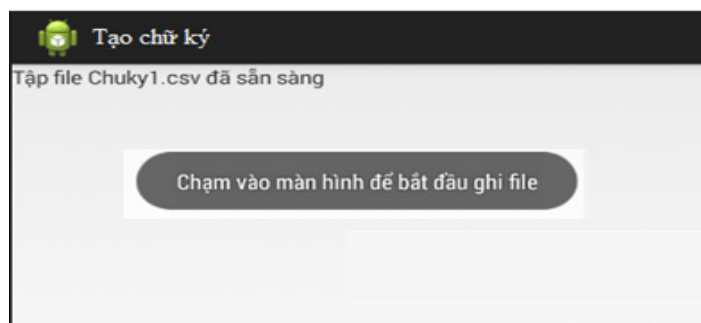 Tạo chữ ký
Tập file Chuky1.csv đã sẵn sàng
Chạm vào màn hình để bắt đầu ghi file